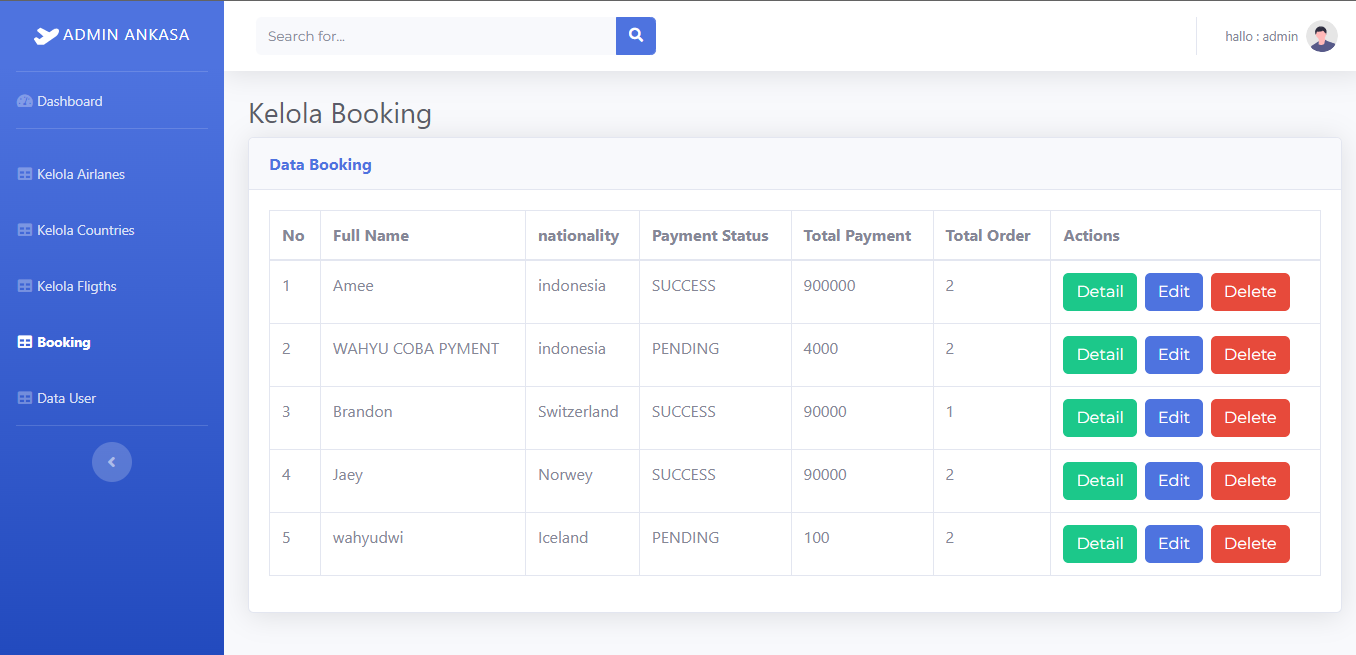 ADMIN ANKASA
Search for...
hallo : admin
Dashboard
Kelola Airlanes
Kelola Countries
Kelola Fligths
Booking
Data User
Kelola Booking
Data Booking
No Full Name nationality Payment Status Total Payment Total Order Actions
1 Amee indonesia SUCCESS 900000 2 Detail Edit Delete
2 WAHYU COBA PYMENT indonesia PENDING 4000 2 Detail Edit Delete
3 Brandon Switzerland SUCCESS 90000 1 Detail Edit Delete
4 Jaey Norwey SUCCESS 90000 2 Detail Edit Delete
5 wahyudwi Iceland PENDING 100 2 Detail Edit Delete